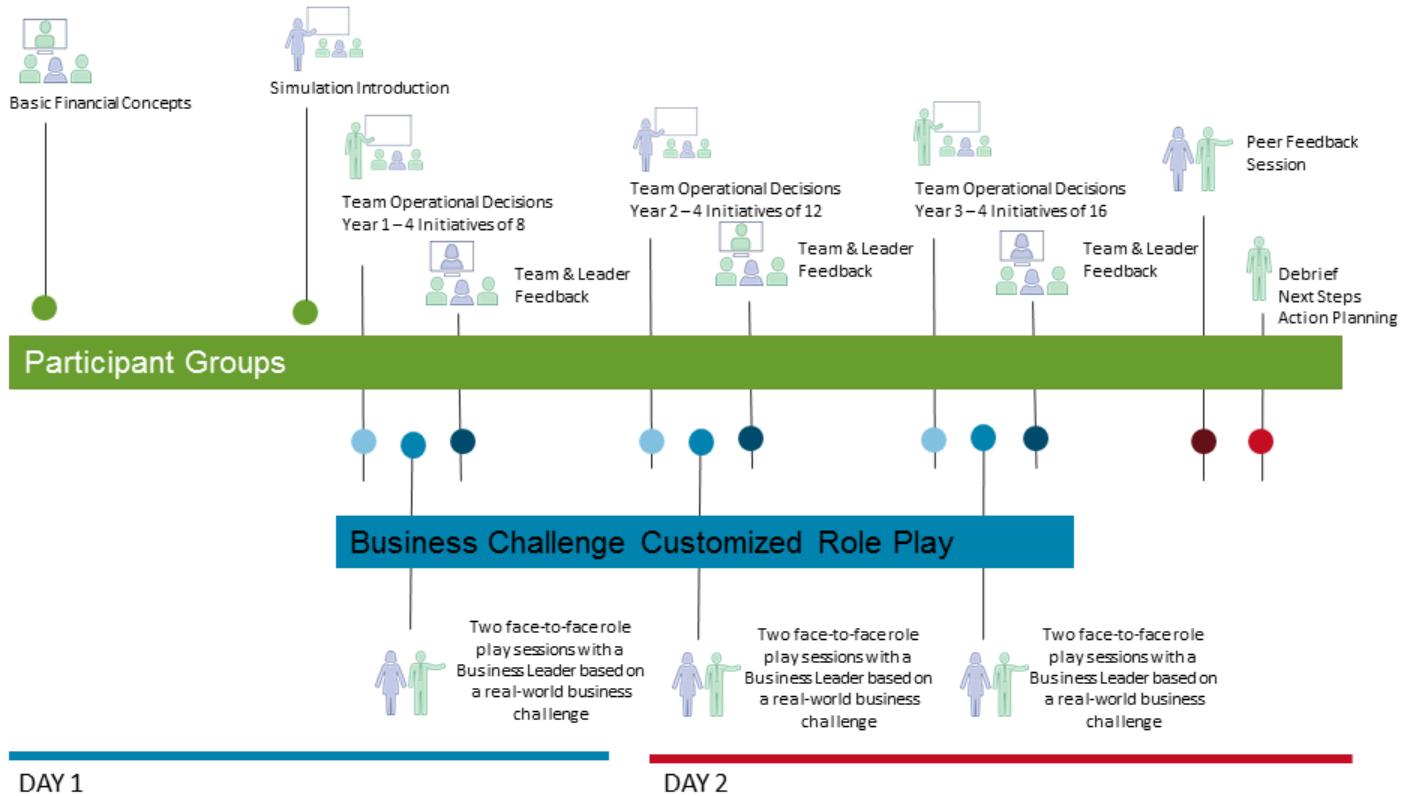 Basic Financial Concepts
Simulation Introduction
Team Operational Decisions
Year 1 – 4 Initiatives of 8
Team & Leader
Feedback
Team Operational Decisions
Year 2 – 4 Initiatives of 12
Team & Leader
Feedback
Team Operational Decisions
Year 3 – 4 Initiatives of 16
Team & Leader
Feedback
Peer Feedback
Session
Debrief
Next Steps
Action Planning
Participant Groups
Business Challenge Customized Role Play
Two face-to-face role
play sessions with a
Business Leader based on
a real-world business
challenge
Two face-to-face role
play sessions with a
Business Leader based on
a real-world business
challenge
Two face-to-face role
play sessions with a
Business Leader based on
a real-world business
challenge
DAY 1
DAY 2